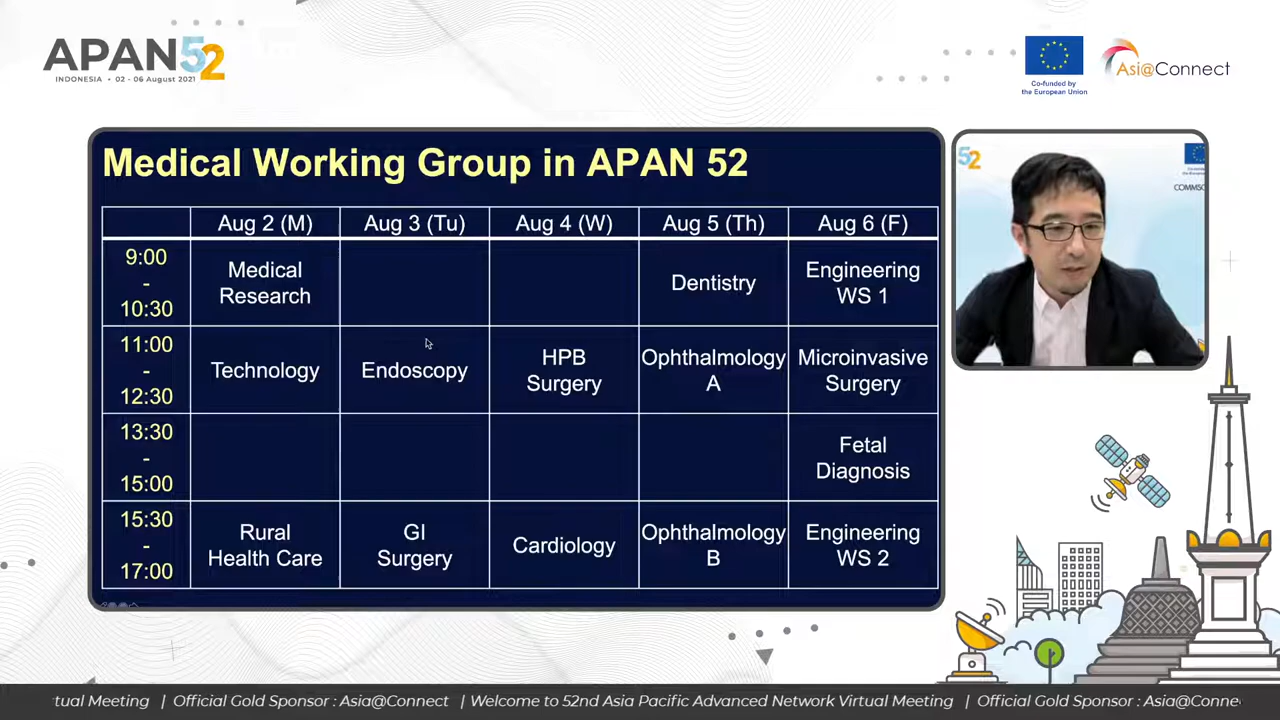 APAN52
INDONESIA • 02 - 06 August 2021
Co-funded by
the European Union
Asi@Connect
Medical Working Group in APAN 52
Aug 2 (M) Aug 3 (Tu) Aug 4 (W) Aug 5 (Th) Aug 6 (F)
9:00
-
10:30
Medical
Research
Dentistry
Engineering
WS 1
11:00
-
12:30
Technology
Endoscopy
HPB
Surgery
Ophthalmology
A
Microinvasive
Surgery
13:30
-
15:00
Fetal
Diagnosis
15:30
-
17:00
Rural
Health Care
GI
Surgery
Cardiology
Ophthalmology
B
Engineering
WS 2
52
tual Meeting | Official Gold Sponsor : Asia@Connect | Welcome to 52nd Asia Pacific Advanced Network Virtual Meeting | Official Gold Sponsor : Asia@Conne